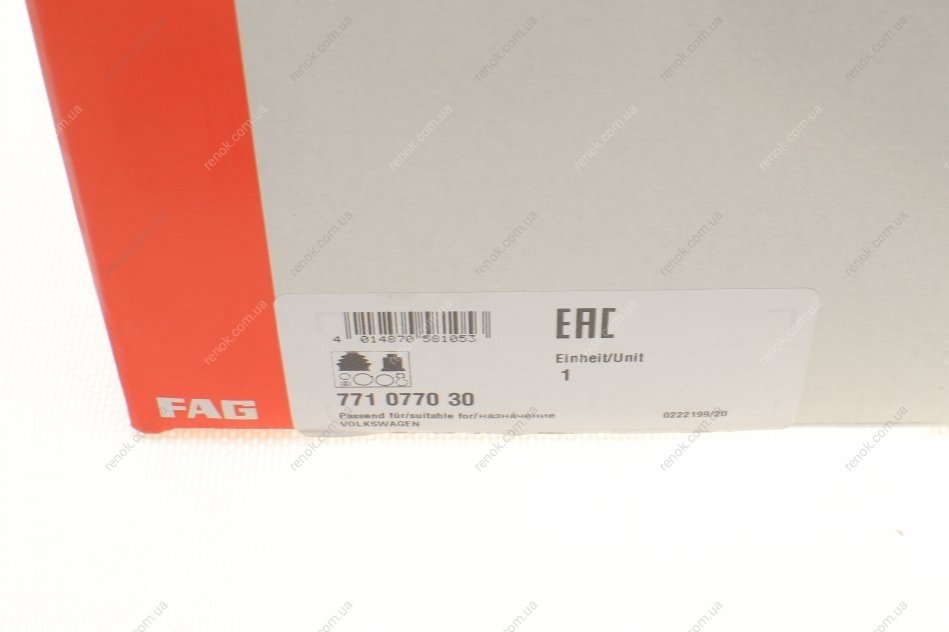 FAG
4 014870 581053
EAC
Einheit/Unit
1
771 0770 30
Passend für/suitable for/назначение
VOLKSWAGEN
0222199/20
renok.com.ua